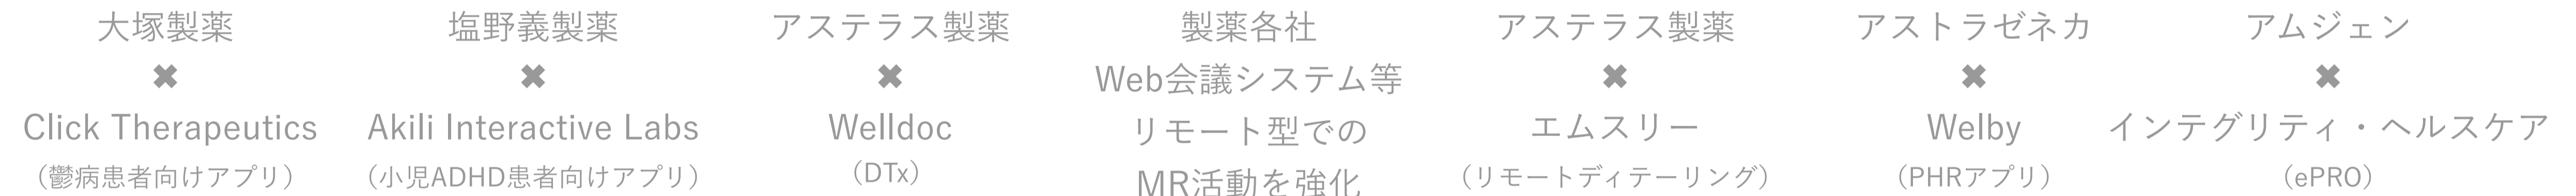 大塚製薬
✖
Click Therapeutics
（鬱病患者向けアプリ）
塩野義製薬
✖
Akili Interactive Labs
（小児ADHD患者向けアプリ）
アステラス製薬
✖
Welldoc
（DTx）
製薬各社
Web会議システム等
リモート型での
MR活動を強化
アステラス製薬
✖
エムスリー
（リモートディテーリング）
アストラゼネカ
✖
Welby
（PHRアプリ）
アムジェン
✖
インテグリティ・ヘルスケア
（ePRO）